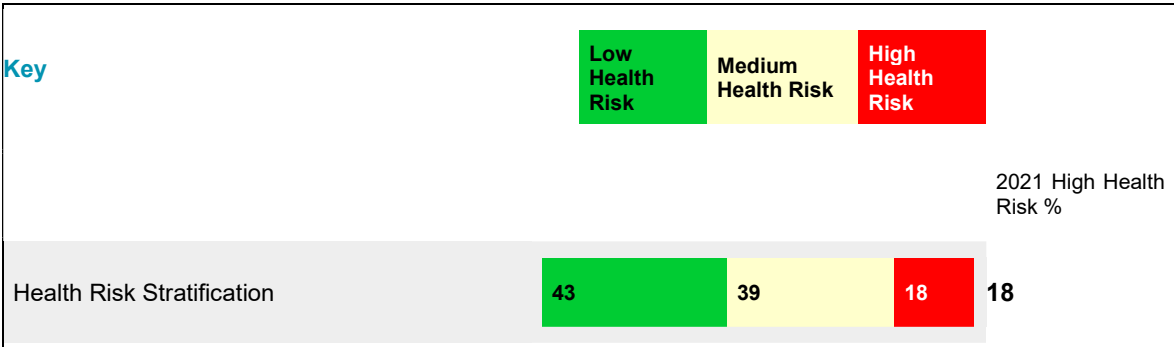 Key
Low
Health
Risk
Medium
Health Risk
High
Health
Risk
2021 High Health
Risk %
Health Risk Stratification
43
39
18
18